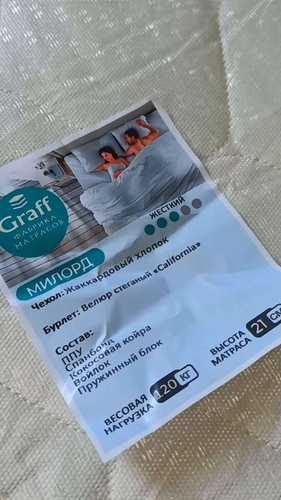 Graff
ФАБРИКА
МАТРАСОВ
ЖЕСТКИЙ
МИЛОРД
Чехол: Жаккардовый хлопок
Бурлет: Велюр стеганый «California»
Состав:
ППУ
Спанбонд
Кокосовая койра
Войлок
Пружинный блок
ВЕСОВАЯ
НАГРУЗКА 120 КГ
ВЫСОТА
МАТРАСА 21 СМ